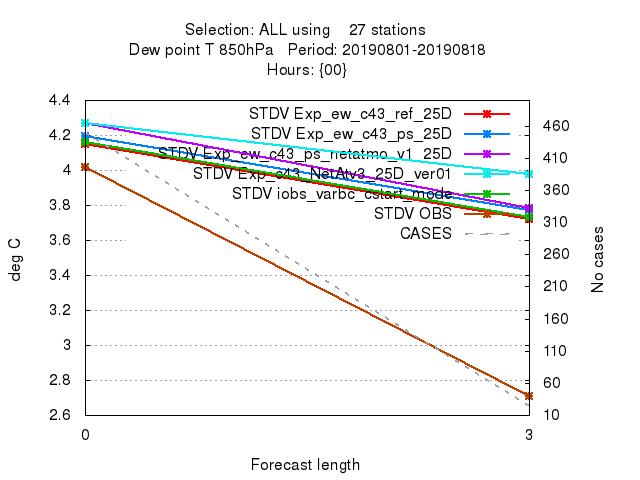 Selection: ALL using    27 stations
Dew point T 850hPa   Period: 20190801-20190818
Hours: {00}
STDV Exp_ew_c43_ref_25D
STDV Exp_ew_c43_ps_25D
STDV Exp_ew_c43_ps_netatmo_v1_25D
STDV Exp_c43_NetAtv3_25D_ver01
STDV iobs_varbc_cstart_mode
STDV OBS
CASES
4.4
4.2
4
3.8
3.6
3.4
3.2
3
2.8
2.6
deg C
460
410
360
310
260
210
160
110
60
10
No cases
0
3
Forecast length